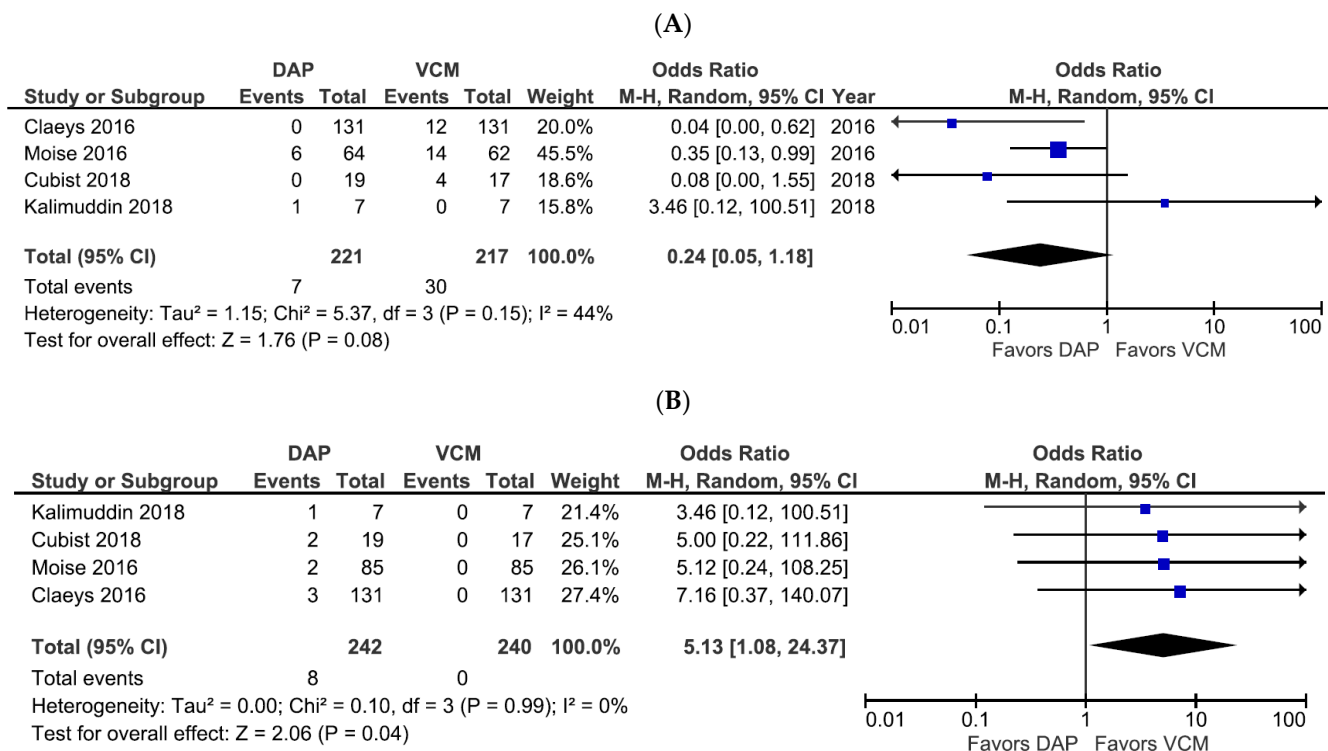 (A)
DAP VCM Odds Ratio Odds Ratio
Study or Subgroup Events Total Events Total Weight M-H, Random, 95% CI Year M-H, Random, 95% CI
Claeys 2016 0 131 12 131 20.0% 0.04 [0.00, 0.62] 2016
Moise 2016 6 64 14 62 45.5% 0.35 [0.13, 0.99] 2016
Cubist 2018 0 19 4 17 18.6% 0.08 [0.00, 1.55] 2018
Kalimuddin 2018 1 7 0 7 15.8% 3.46 [0.12, 100.51] 2018
Total (95% CI) 221 217 100.0% 0.24 [0.05, 1.18]
Total events 7 30
Heterogeneity: Tau² = 1.15; Chi² = 5.37, df = 3 (P = 0.15); I² = 44%
Test for overall effect: Z = 1.76 (P = 0.08)
0.01 0.1 1 10 100
Favors DAP Favors VCM
(B)
DAP VCM Odds Ratio Odds Ratio
Study or Subgroup Events Total Events Total Weight M-H, Random, 95% CI M-H, Random, 95% CI
Kalimuddin 2018 1 7 0 7 21.4% 3.46 [0.12, 100.51]
Cubist 2018 2 19 0 17 25.1% 5.00 [0.22, 111.86]
Moise 2016 2 85 0 85 26.1% 5.12 [0.24, 108.25]
Claeys 2016 3 131 0 131 27.4% 7.16 [0.37, 140.07]
Total (95% CI) 242 240 100.0% 5.13 [1.08, 24.37]
Total events 8 0
Heterogeneity: Tau² = 0.00; Chi² = 0.10, df = 3 (P = 0.99); I² = 0%
Test for overall effect: Z = 2.06 (P = 0.04)
0.01 0.1 1 10 100
Favors DAP Favors VCM